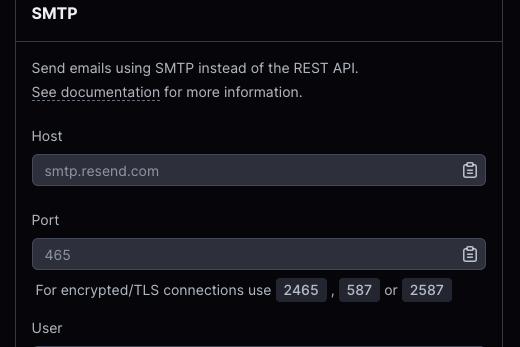 SMTP
Send emails using SMTP instead of the REST API.
See documentation for more information.
Host
smtp.resend.com
Port
465
For encrypted/TLS connections use 2465 , 587 or 2587
User